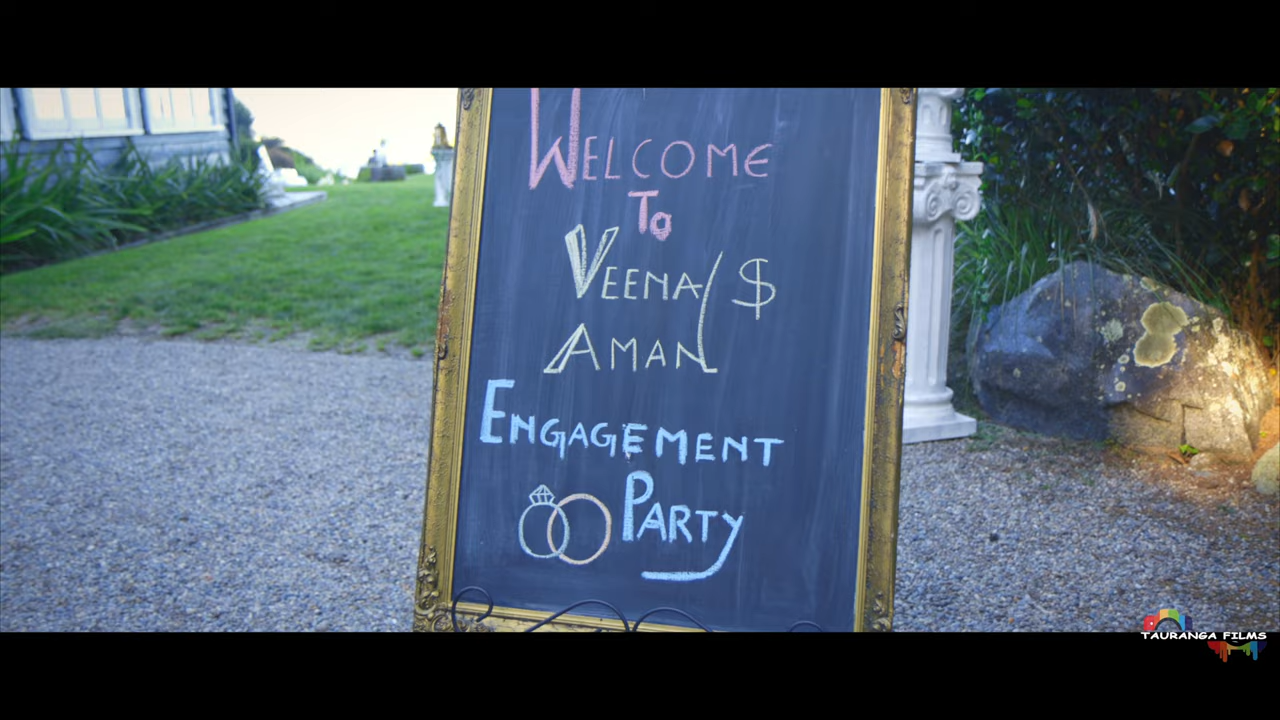 WELCOME
To
VEENA $
AMAN
ENGAGEMENT
PARTY
TAURANGA FILMS